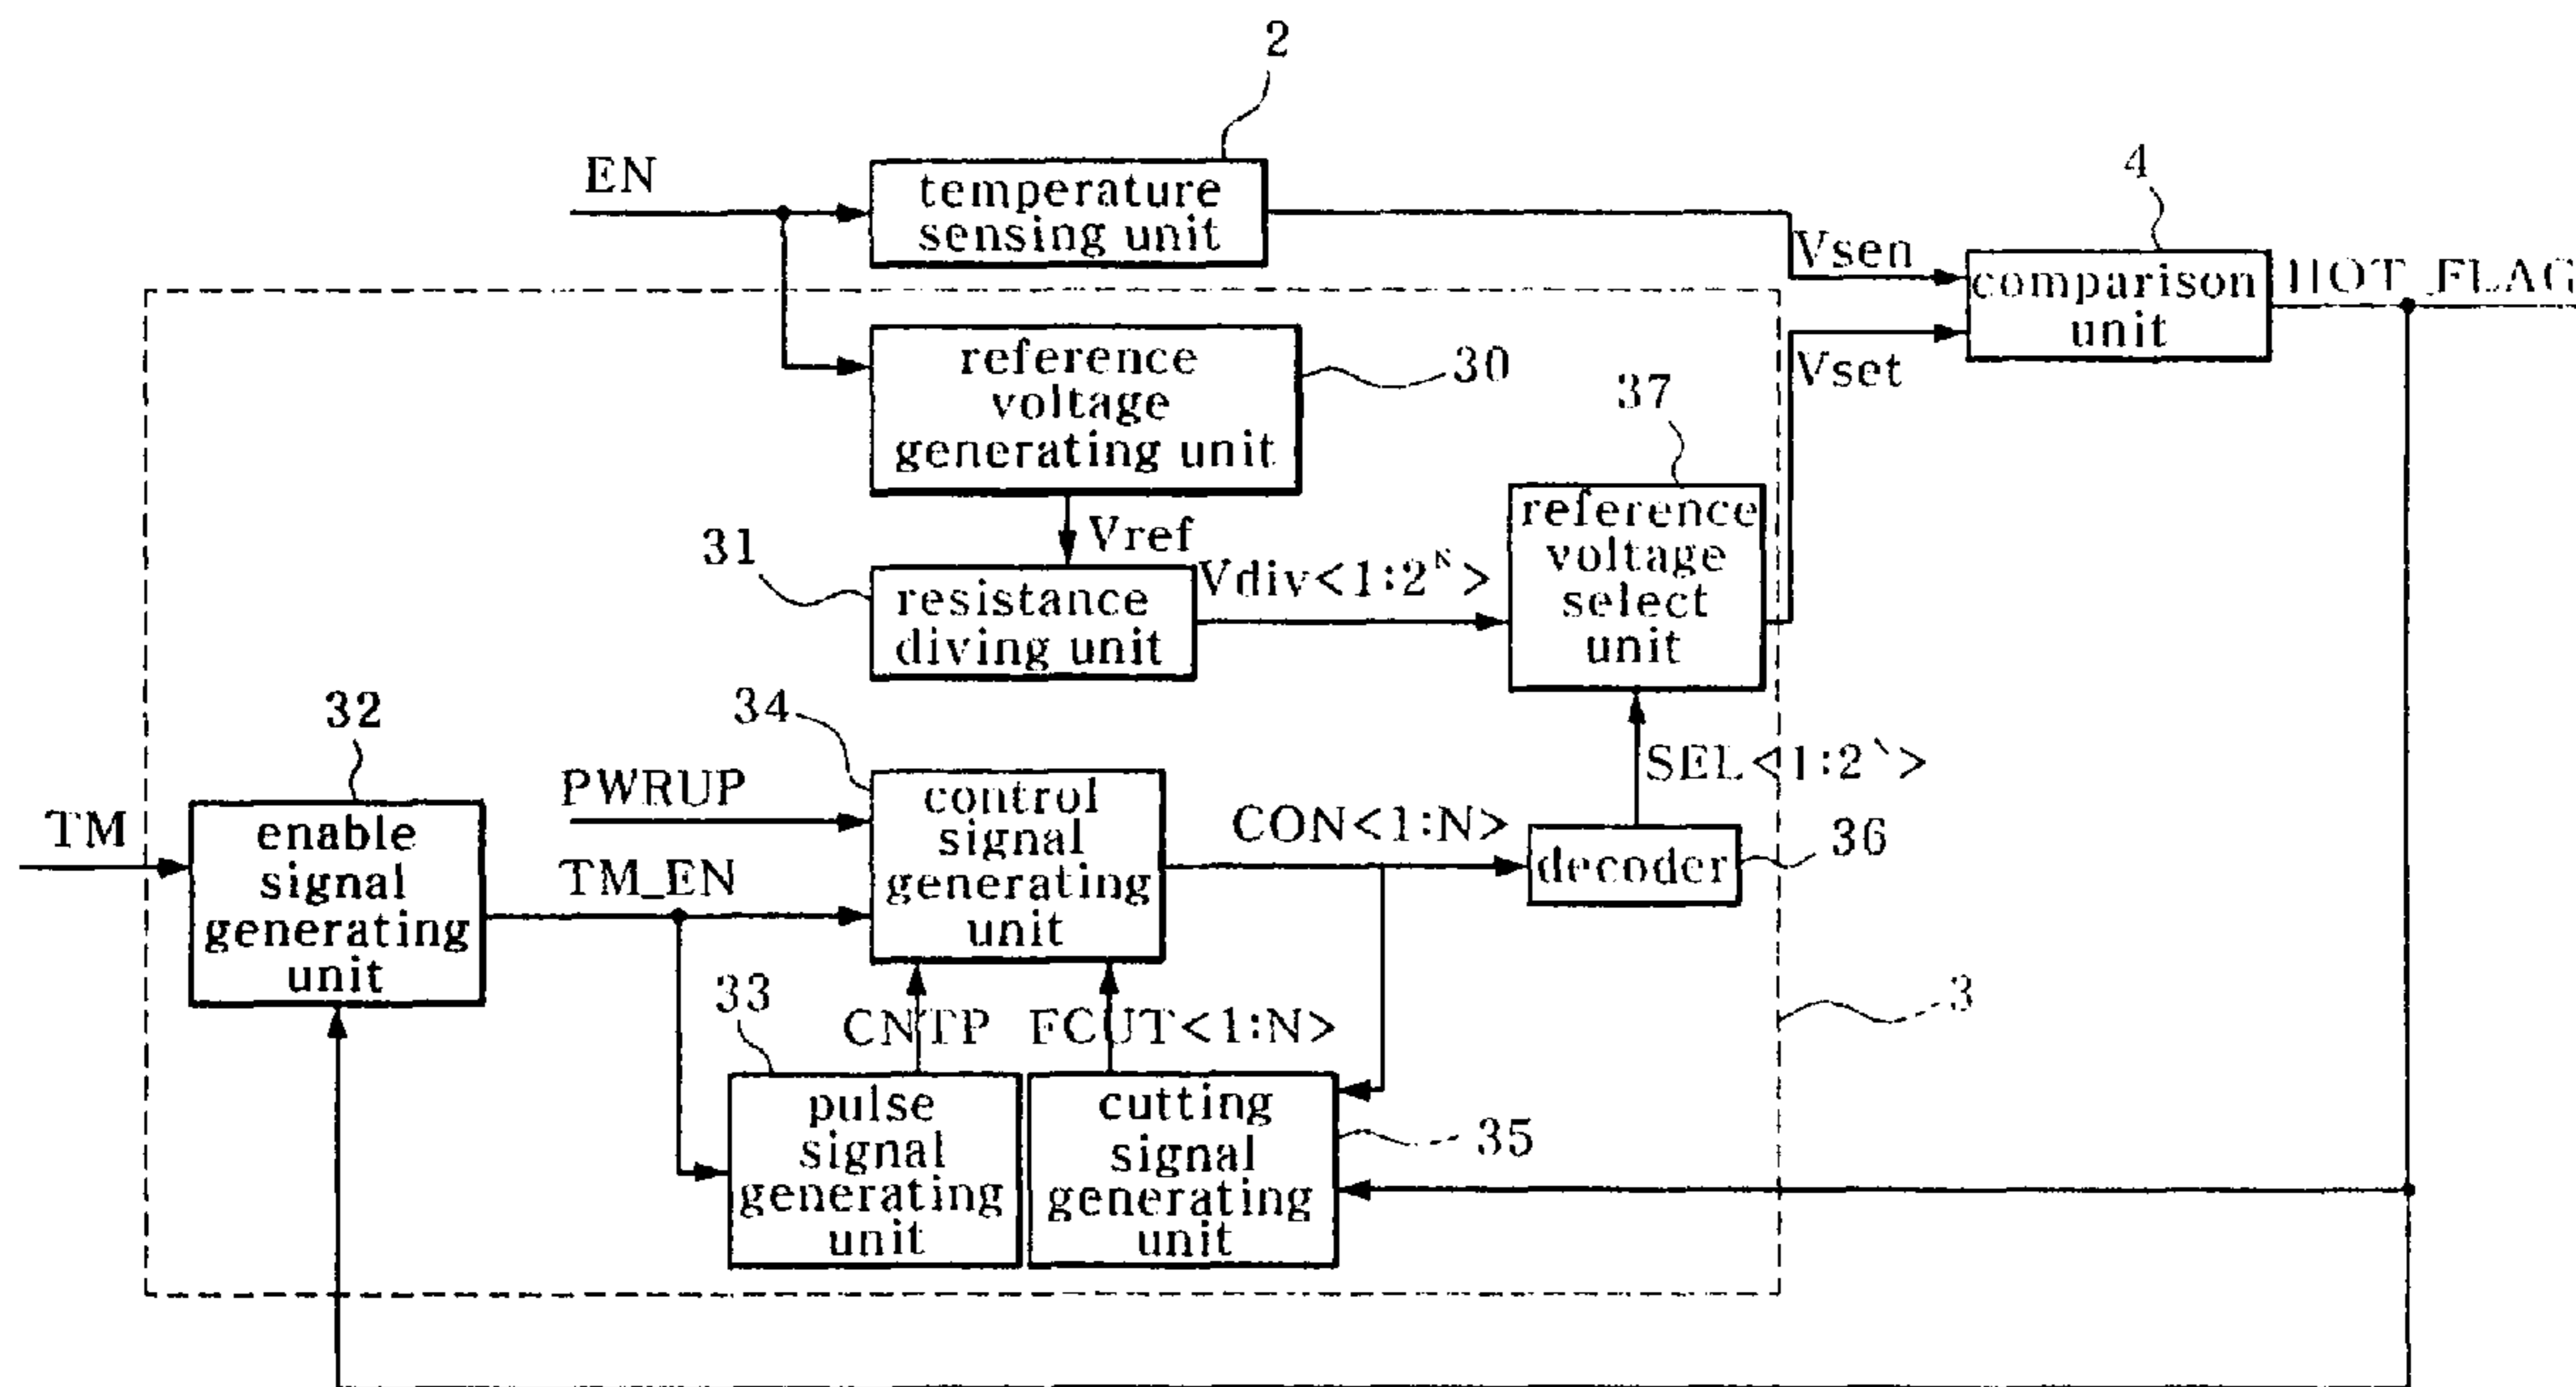 2
EN
temperature
sensing unit
Vsen
4
comparison
unit
HOT_FLAG
Vset
reference
voltage
generating unit
30
37
Vref
31
resistance
diving unit
Vdiv<1:2ᴺ>
reference
voltage
select
unit
32
34
SEL<1:2
TM
enable
signal
generating
unit
PWRUP
TM_EN
control
signal
generating
unit
CON<1:N>
decoder
36
33
CNTP
FCUT<1:N>
3
pulse
signal
generating
unit
cutting
signal
generating
unit
35